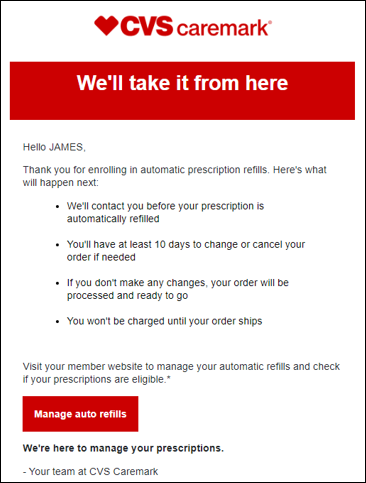 CVS caremark®
We'll take it from here
Hello JAMES,
Thank you for enrolling in automatic prescription refills. Here's what
will happen next:
• We'll contact you before your prescription is
automatically refilled
• You'll have at least 10 days to change or cancel your
order if needed
• If you don't make any changes, your order will be
processed and ready to go
• You won't be charged until your order ships
Visit your member website to manage your automatic refills and check
if your prescriptions are eligible.*
Manage auto refills
We're here to manage your prescriptions.
- Your team at CVS Caremark